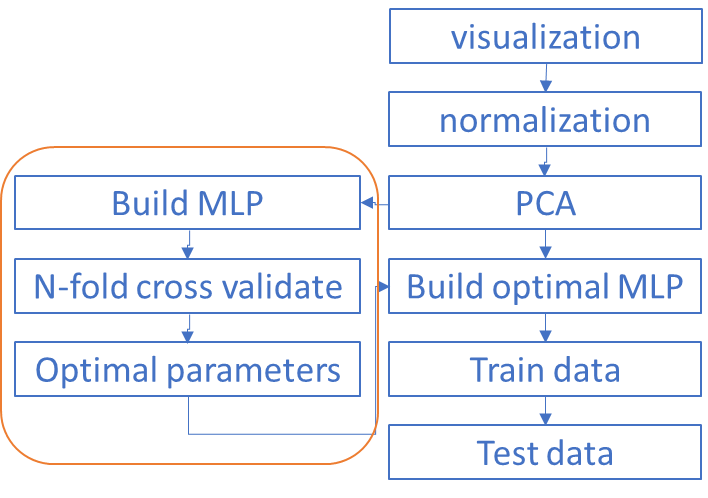 visualization
normalization
PCA
Build MLP
N-fold cross validate
Optimal parameters
Build optimal MLP
Train data
Test data